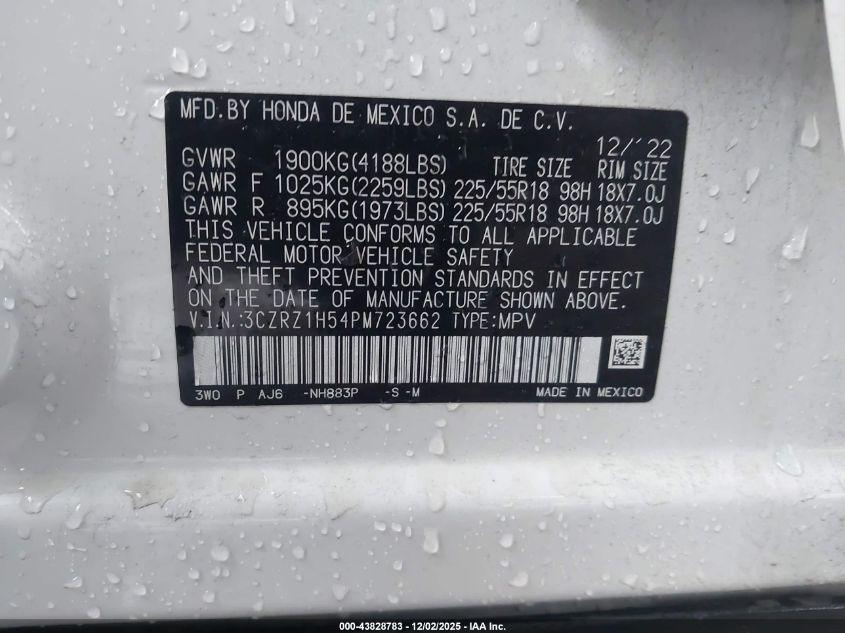 MFD.BY HONDA DE MEXICO S.A. DE C.V.
12/'22
GVWR 1900KG(4188LBS) TIRE SIZE RIM SIZE
GAWR F 1025KG(2259LBS) 225/55R18 98H 18X7.0J
GAWR R 895KG(1973LBS) 225/55R18 98H 18X7.0J
THIS VEHICLE CONFORMS TO ALL APPLICABLE
FEDERAL MOTOR VEHICLE SAFETY
AND THEFT PREVENTION STANDARDS IN EFFECT
ON THE DATE OF MANUFACTURE SHOWN ABOVE.
V.I.N.:3CZRZ1H54PM723662 TYPE:MPV
3W0 P AJ6 -NH883P -S -M MADE IN MEXICO
000-43828783 - 12/02/2025 - IAA Inc.